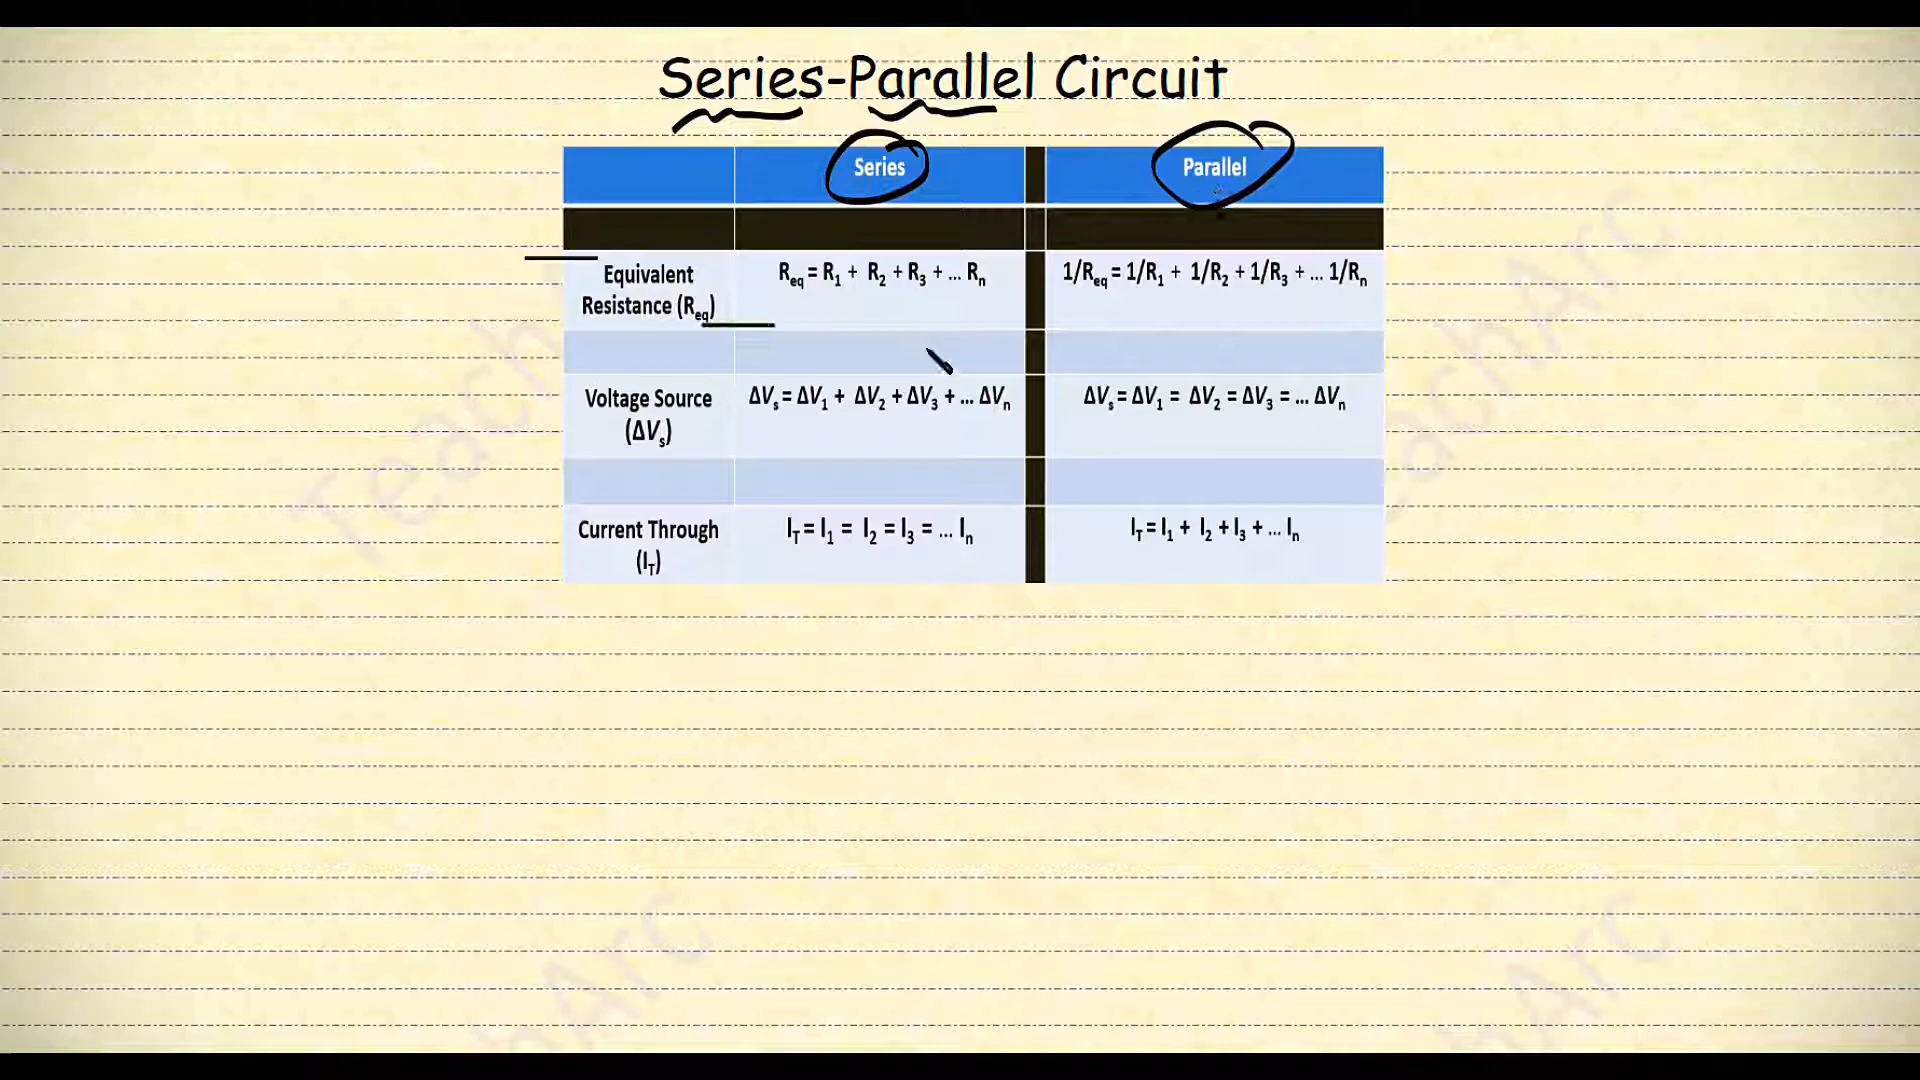 Series-Parallel Circuit
Series Parallel
Equivalent Resistance (Req) Req = R1 + R2 + R3 + ... Rn 1/Req = 1/R1 + 1/R2 + 1/R3 + ... 1/Rn
Voltage Source (ΔVs) ΔVs = ΔV1 + ΔV2 + ΔV3 + ... ΔVn ΔVs = ΔV1 = ΔV2 = ΔV3 = ... ΔVn
Current Through (IT) IT = I1 = I2 = I3 = ... In IT = I1 + I2 + I3 + ... In
TeachArc